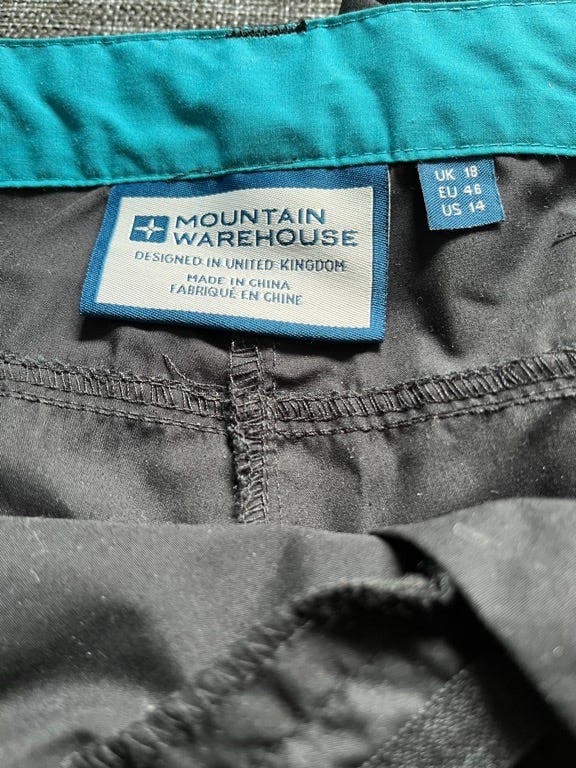 MOUNTAIN
WAREHOUSE
DESIGNED IN UNITED KINGDOM
MADE IN CHINA
FABRIQUÉ EN CHINE
UK 18
EU 46
US 14